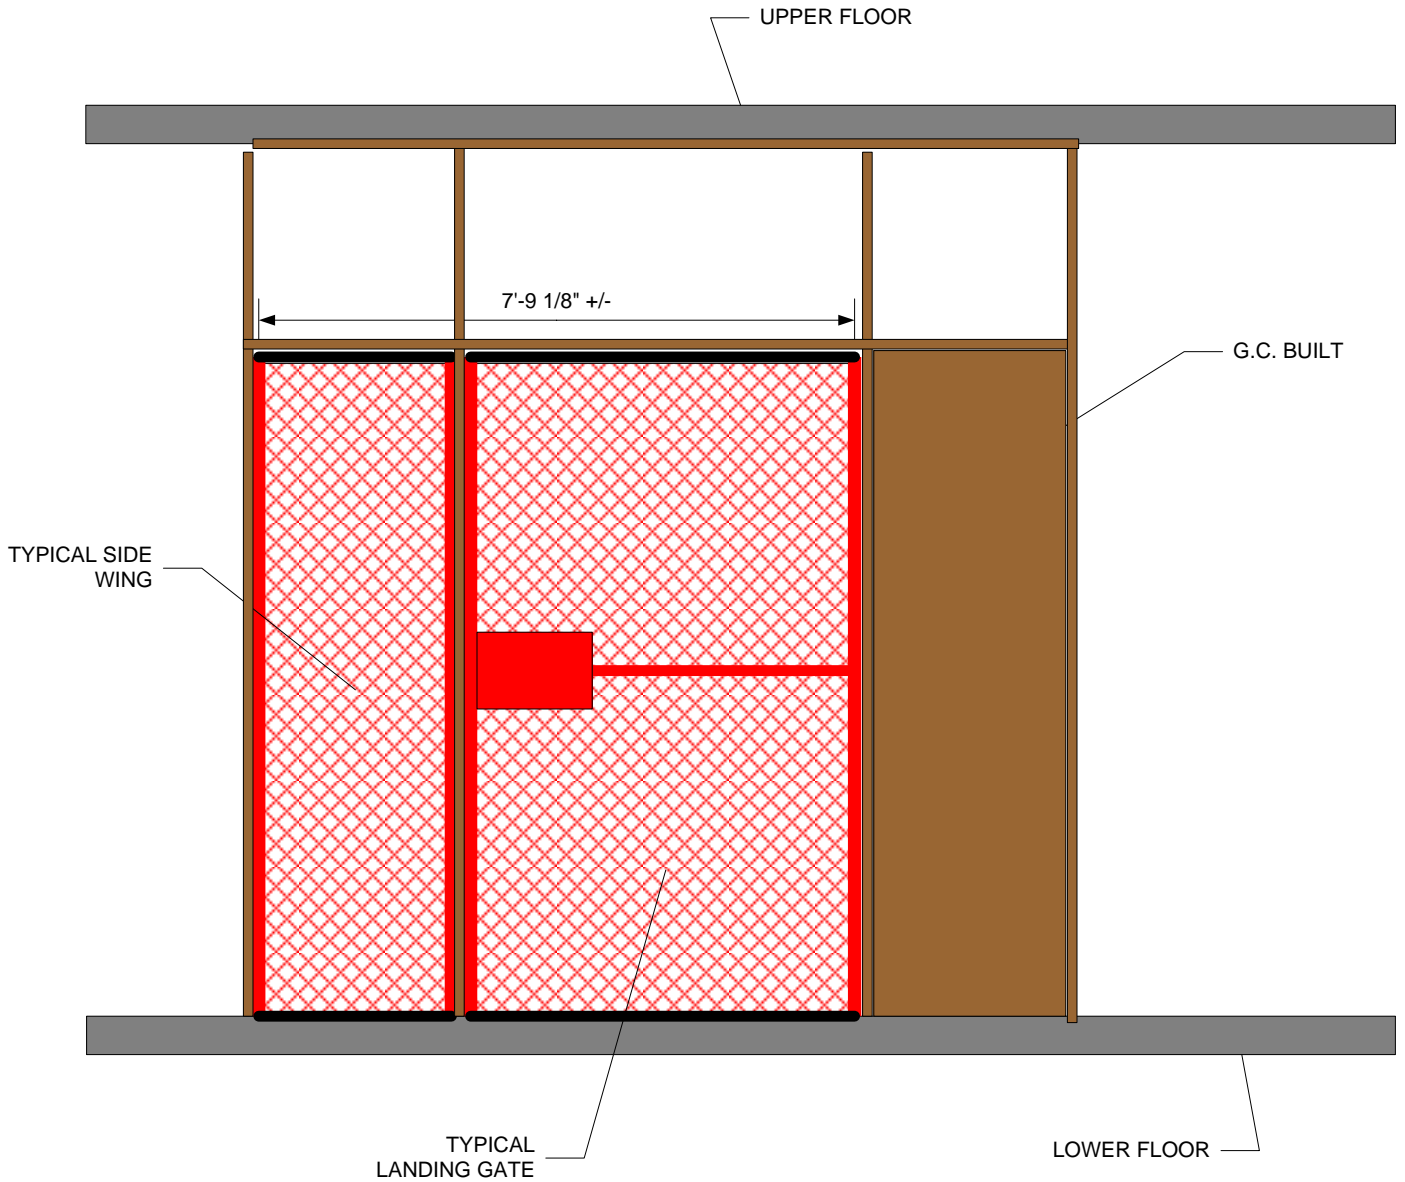 UPPER FLOOR
7'-9 1/8" +/-
G.C. BUILT
TYPICAL SIDE
WING
TYPICAL
LANDING GATE
LOWER FLOOR